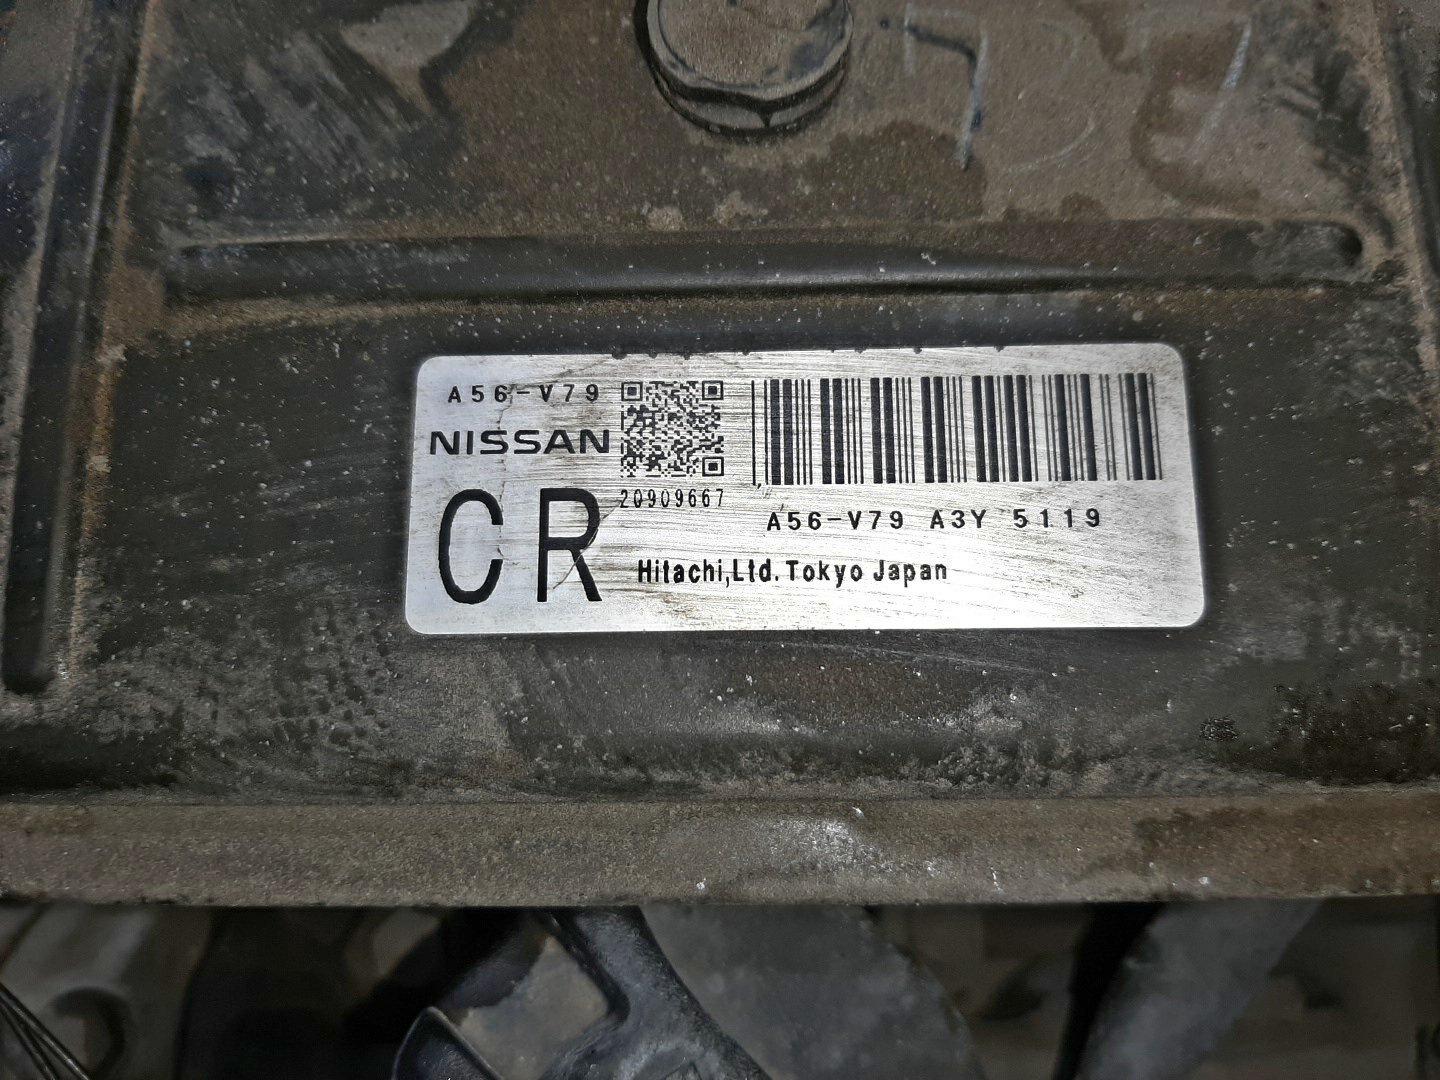 A56-V79
NISSAN
CR
20909667
A56-V79 A3Y 5119
Hitachi,Ltd. Tokyo Japan